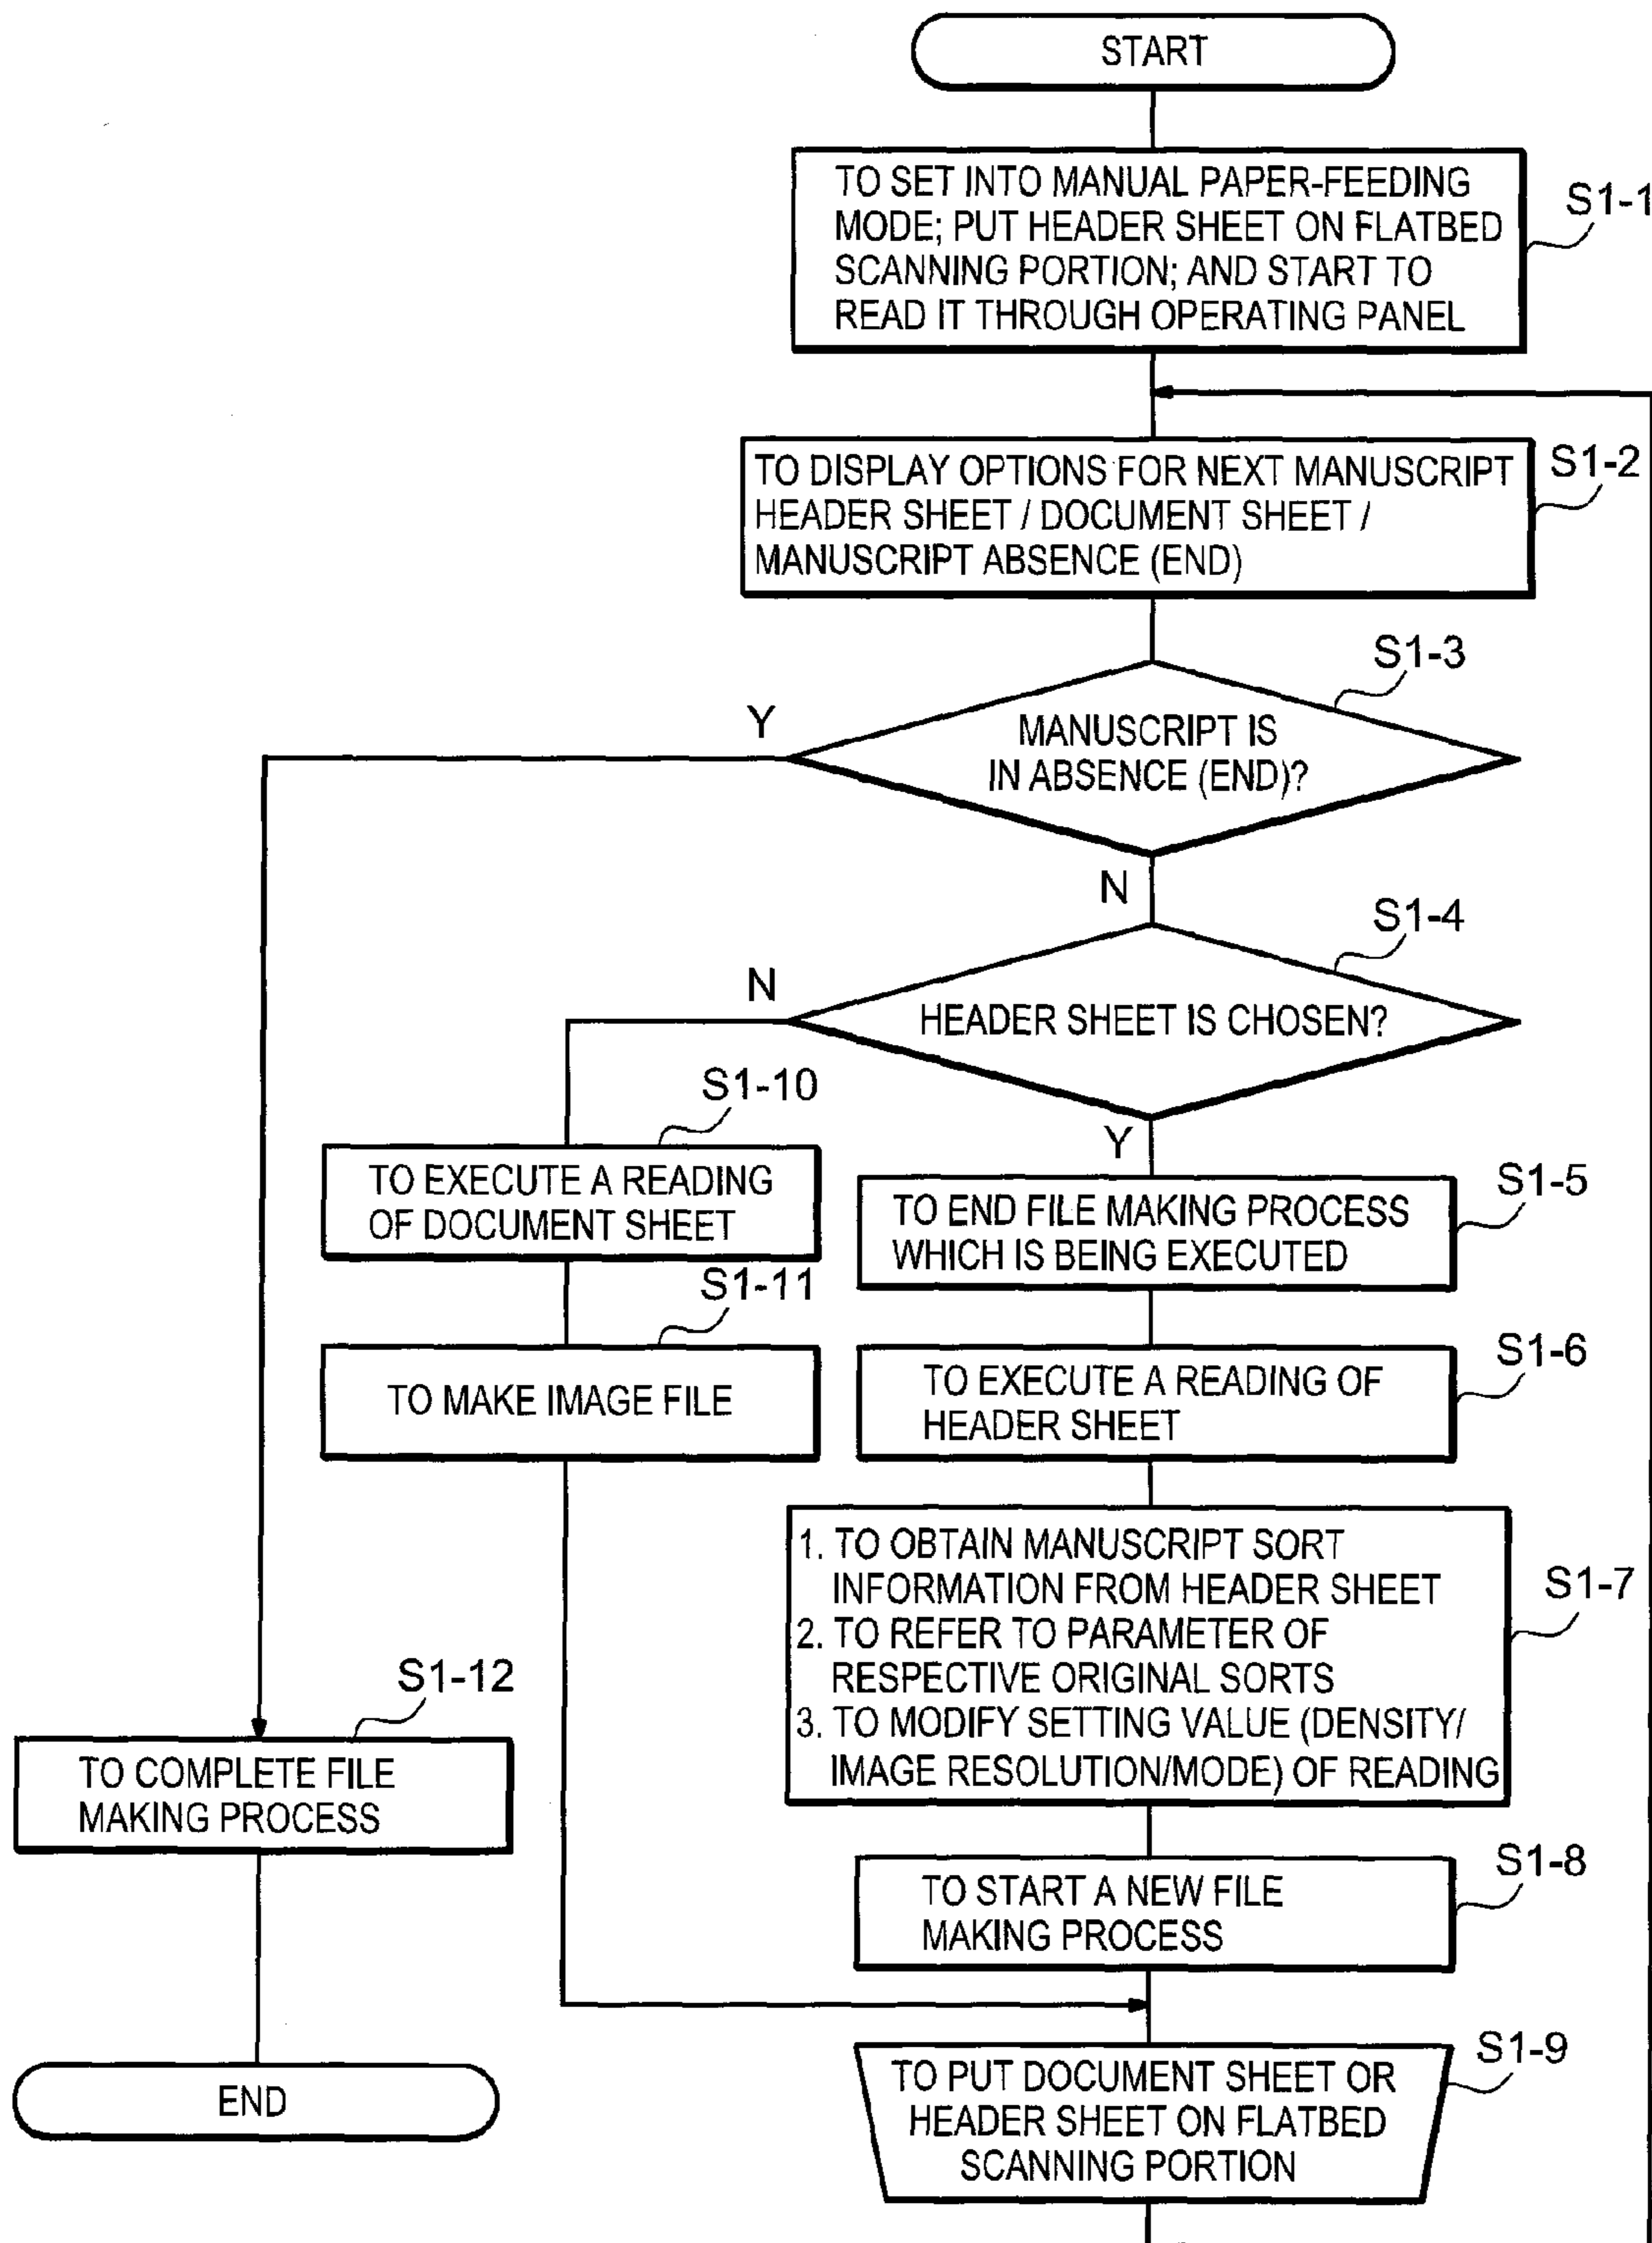 START
TO SET INTO MANUAL PAPER-FEEDING
MODE; PUT HEADER SHEET ON FLATBED
SCANNING PORTION; AND START TO
READ IT THROUGH OPERATING PANEL
S1-1
TO DISPLAY OPTIONS FOR NEXT MANUSCRIPT
HEADER SHEET / DOCUMENT SHEET /
MANUSCRIPT ABSENCE (END)
S1-2
S1-3
Y
MANUSCRIPT IS
IN ABSENCE (END)?
N
S1-4
N
HEADER SHEET IS CHOSEN?
Y
S1-10
TO EXECUTE A READING
OF DOCUMENT SHEET
S1-5
TO END FILE MAKING PROCESS
WHICH IS BEING EXECUTED
S1-11
TO MAKE IMAGE FILE
S1-6
TO EXECUTE A READING OF
HEADER SHEET
1. TO OBTAIN MANUSCRIPT SORT
INFORMATION FROM HEADER SHEET
2. TO REFER TO PARAMETER OF
RESPECTIVE ORIGINAL SORTS
3. TO MODIFY SETTING VALUE (DENSITY/
IMAGE RESOLUTION/MODE) OF READING
S1-7
S1-12
TO COMPLETE FILE
MAKING PROCESS
S1-8
TO START A NEW FILE
MAKING PROCESS
S1-9
TO PUT DOCUMENT SHEET OR
HEADER SHEET ON FLATBED
SCANNING PORTION
END